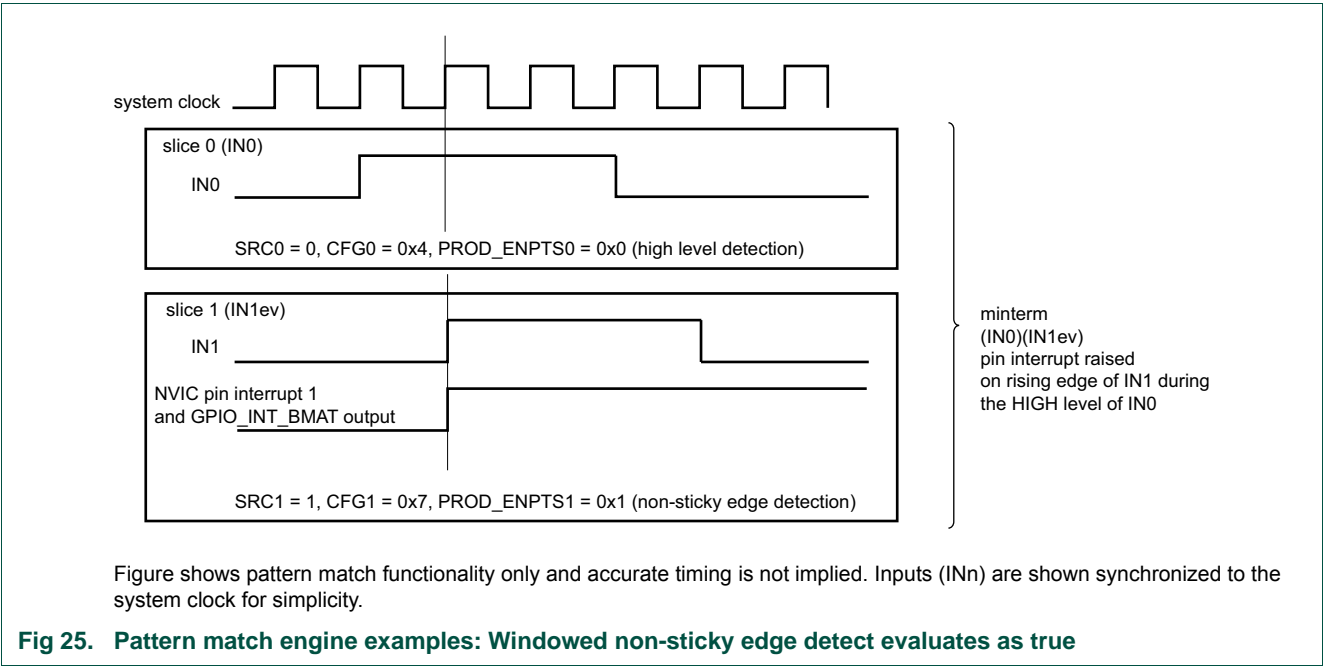 system clock
slice 0 (IN0)
IN0
SRC0 = 0, CFG0 = 0x4, PROD_ENPTS0 = 0x0 (high level detection)
slice 1 (IN1ev)
IN1
NVIC pin interrupt 1
and GPIO_INT_BMAT output
SRC1 = 1, CFG1 = 0x7, PROD_ENPTS1 = 0x1 (non-sticky edge detection)
minterm
(IN0)(IN1ev)
pin interrupt raised
on rising edge of IN1 during
the HIGH level of IN0
Figure shows pattern match functionality only and accurate timing is not implied. Inputs (INn) are shown synchronized to the
system clock for simplicity.
Fig 25. Pattern match engine examples: Windowed non-sticky edge detect evaluates as true